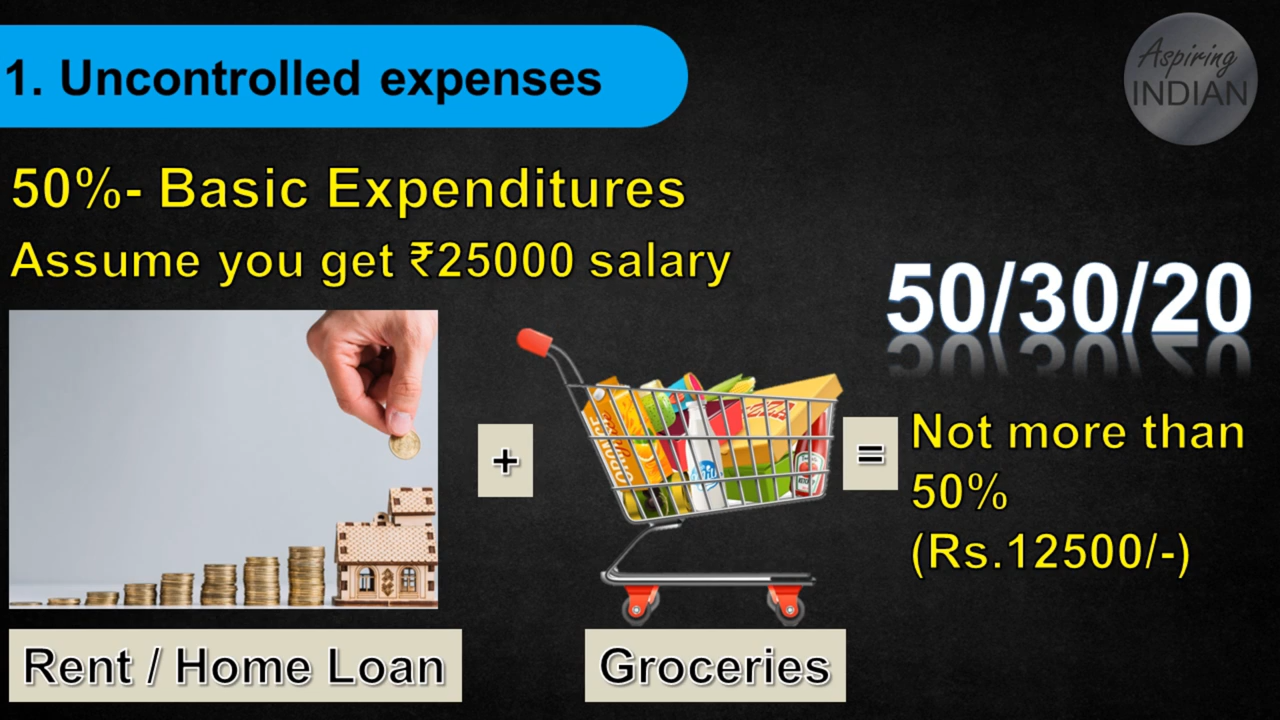 1. Uncontrolled expenses
Aspiring
INDIAN
50%- Basic Expenditures
Assume you get ₹25000 salary
50/30/20
+
=
Not more than
50%
(Rs.12500/-)
Rent / Home Loan
Groceries